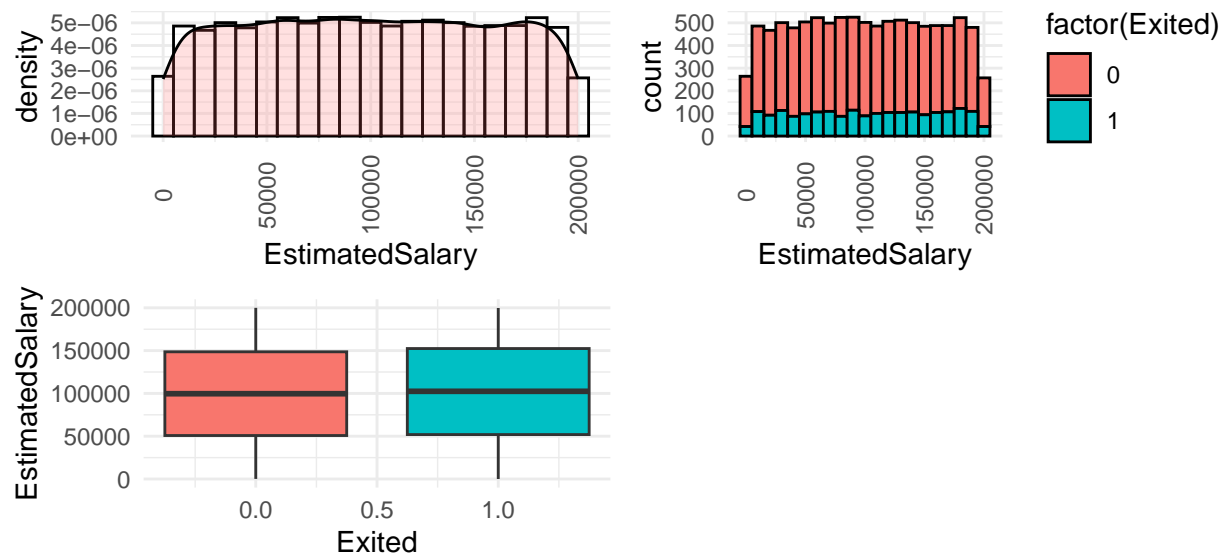 density
5e−06
4e−06
3e−06
2e−06
1e−06
0e+00
0
50000
100000
150000
200000
EstimatedSalary
count
500
400
300
200
100
0
0
50000
100000
150000
200000
EstimatedSalary
factor(Exited)
0
1
EstimatedSalary
200000
150000
100000
50000
0
0.0
0.5
1.0
Exited